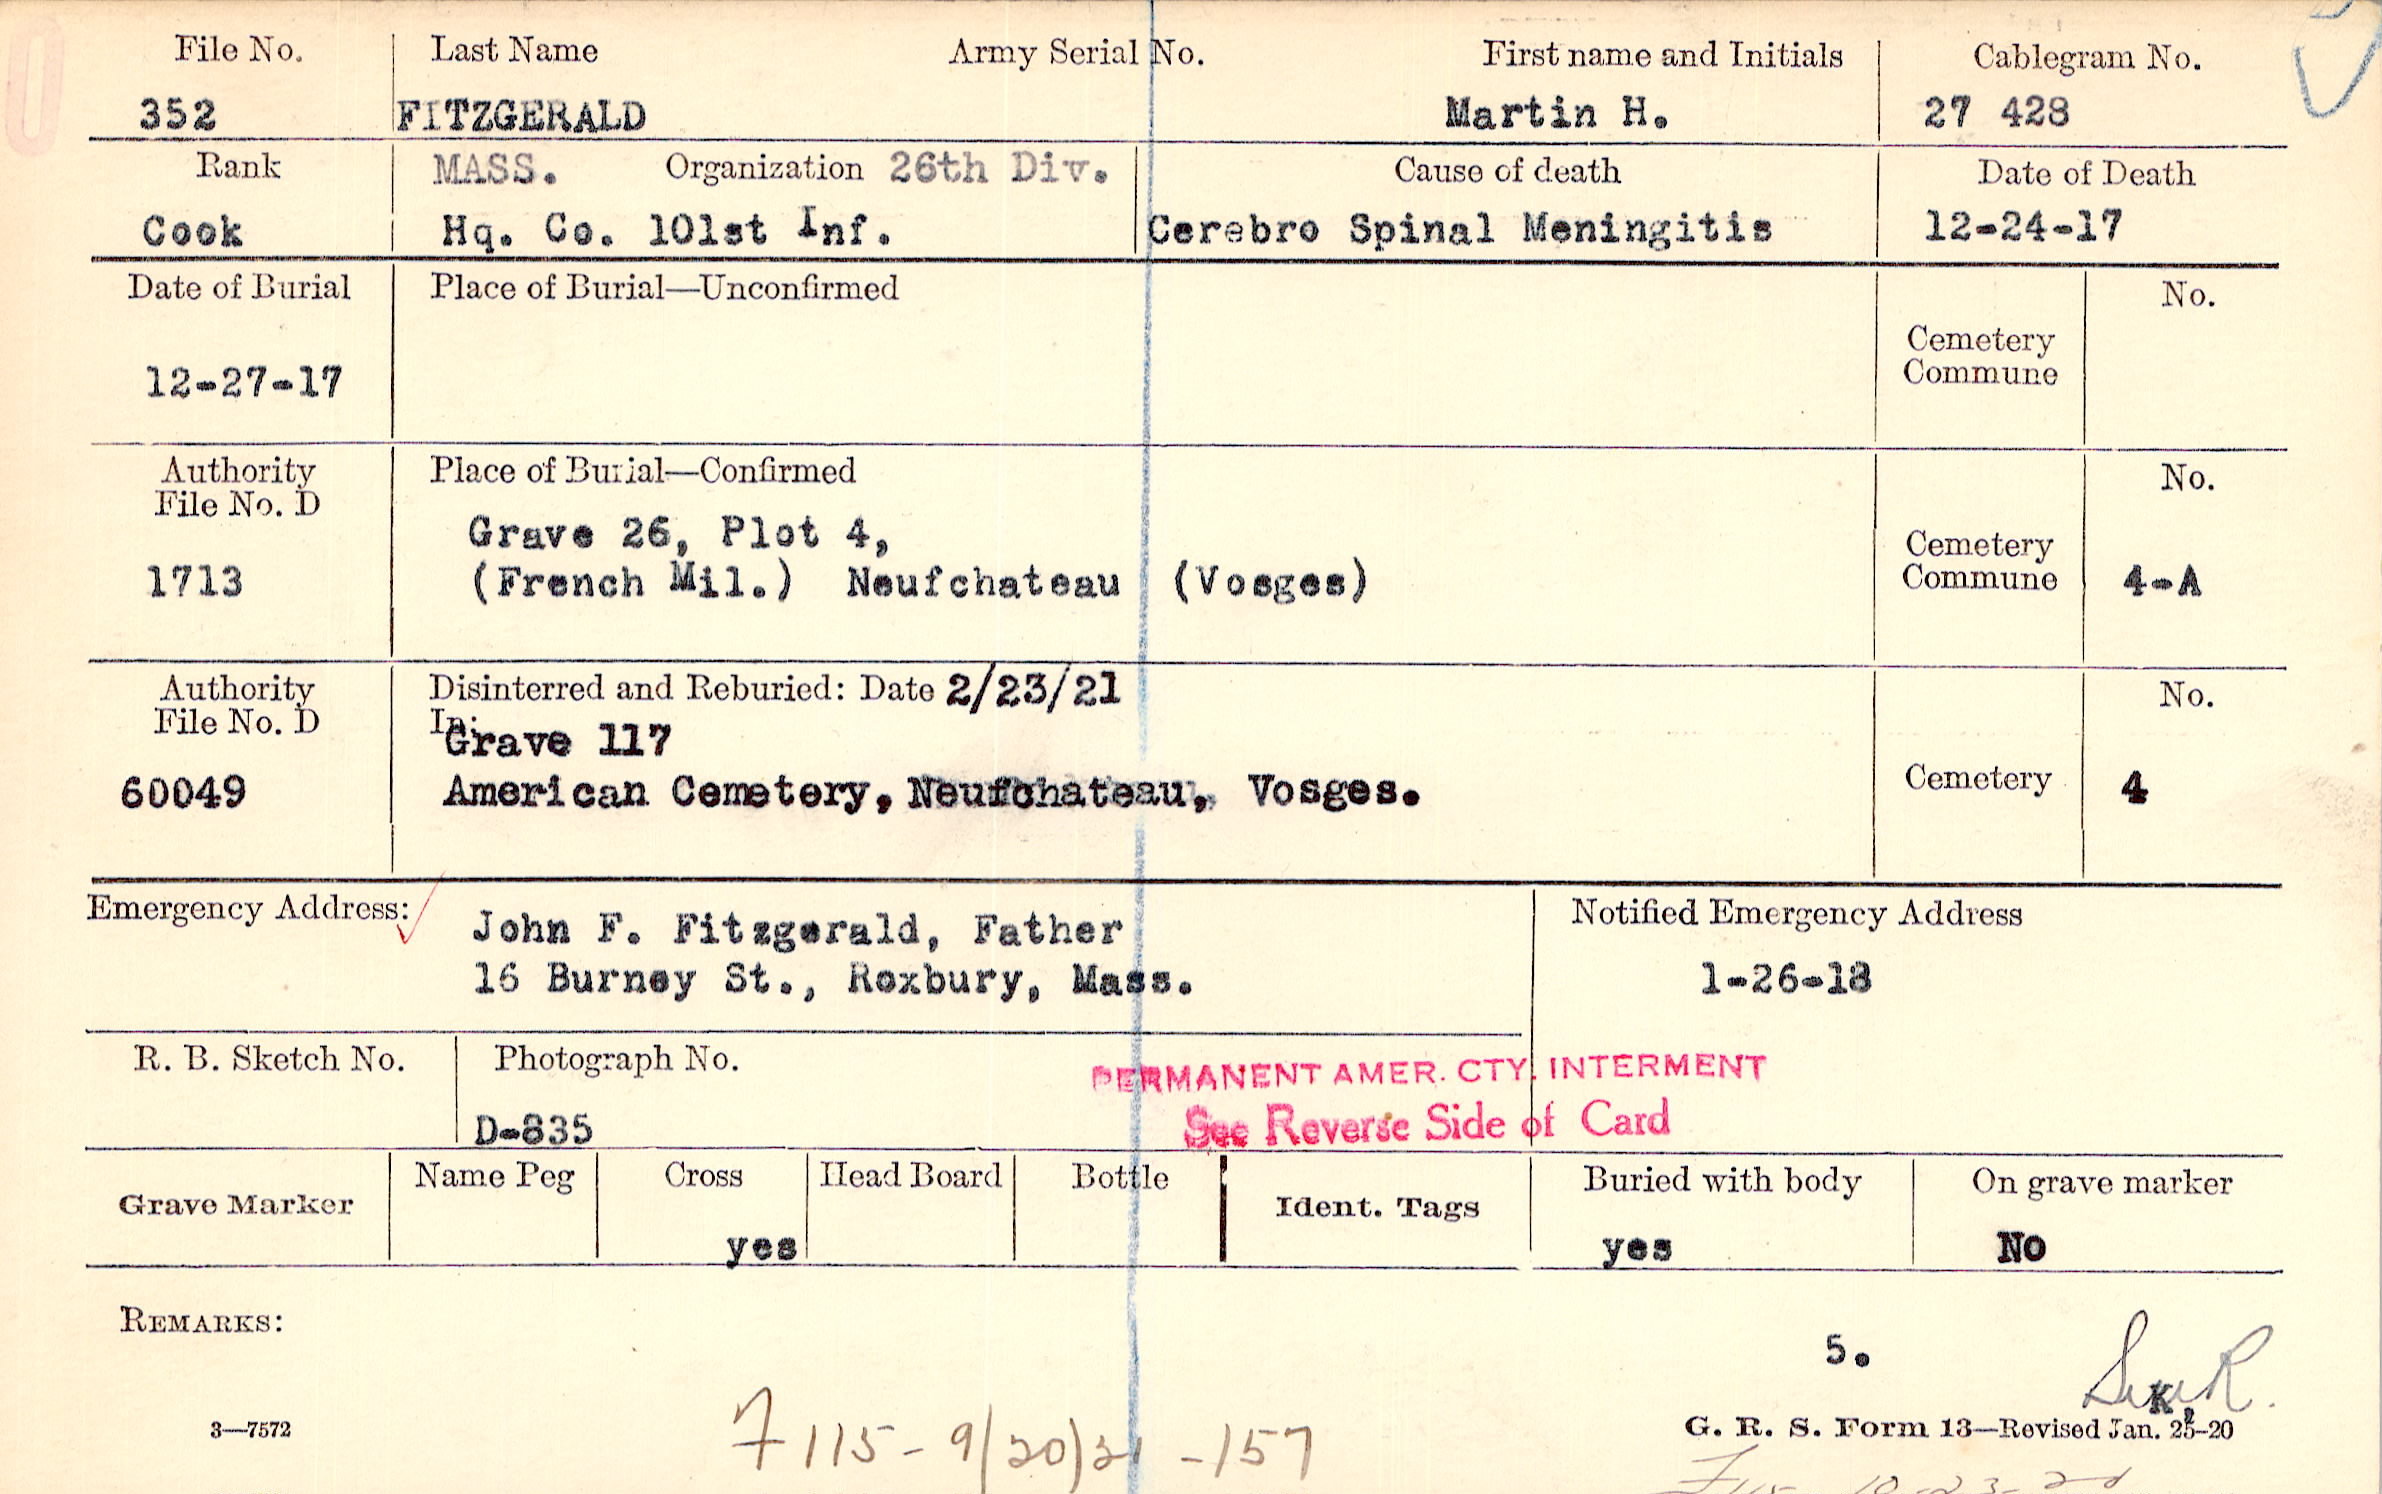 File No. Last Name Army Serial No. First name and Initials Cablegram No.
352 FITZGERALD Martin H. 27 428
Rank MASS. Organization 26th Div. Cause of death Date of Death
Cook Hq. Co. 101st Inf. Cerebro Spinal Meningitis 12-24-17
Date of Burial Place of Burial—Unconfirmed No.
Cemetery
Commune
12-27-17
Authority Place of Burial—Confirmed No.
File No. D
Grave 26, Plot 4,
Cemetery
1713 (French Mil.) Neufchateau (Vosges) Commune 4-A
Authority Disinterred and Reburied: Date 2/23/21 No.
File No. D In:
Grave 117
60049 American Cemetery, Neufchateau, Vosges. Cemetery 4
Emergency Address: John F. Fitzgerald, Father Notified Emergency Address
16 Burney St., Roxbury, Mass. 1-26-18
R. B. Sketch No. Photograph No. PERMANENT AMER. CTY. INTERMENT
D-835 See Reverse Side of Card
Grave Marker Name Peg Cross Head Board Bottle Ident. Tags Buried with body On grave marker
yes yes No
REMARKS:
5.
K
3—7572 G. R. S. Form 13—Revised Jan. 25-20
7 115 - 9/20/21 - 157